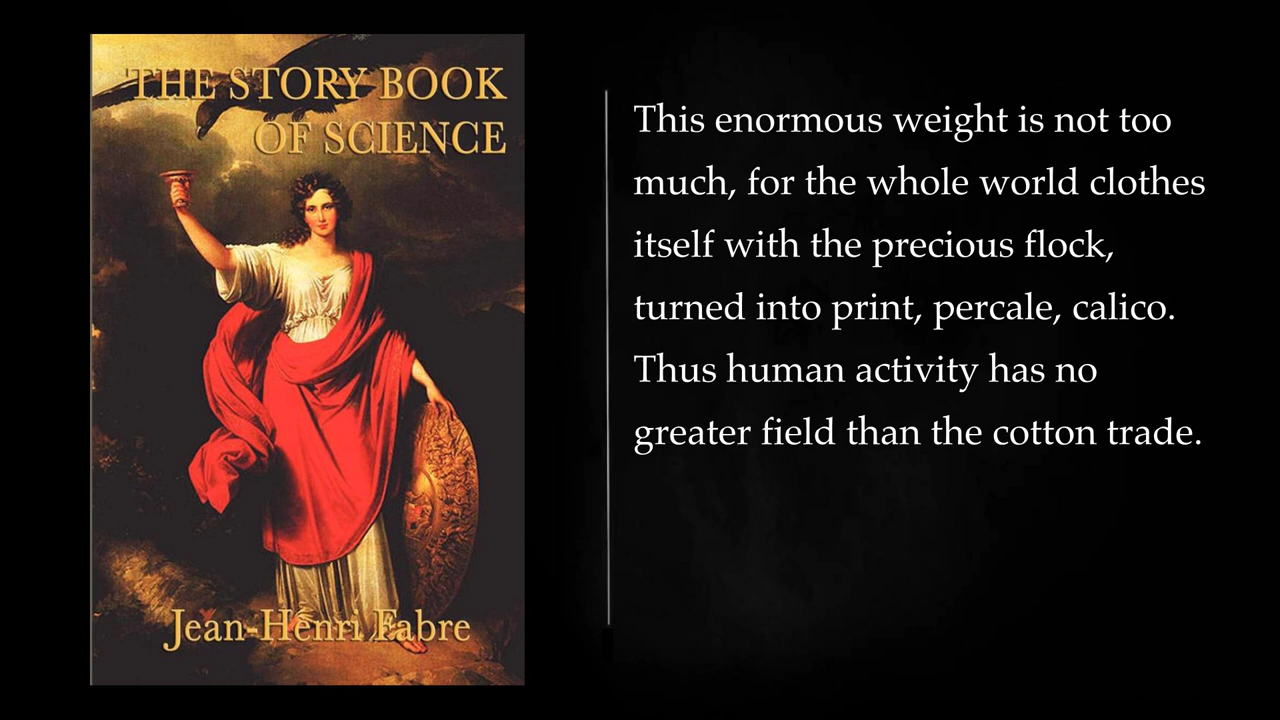 THE STORY BOOK
OF SCIENCE
Jean-Henri Fabre
This enormous weight is not too
much, for the whole world clothes
itself with the precious flock,
turned into print, percale, calico.
Thus human activity has no
greater field than the cotton trade.